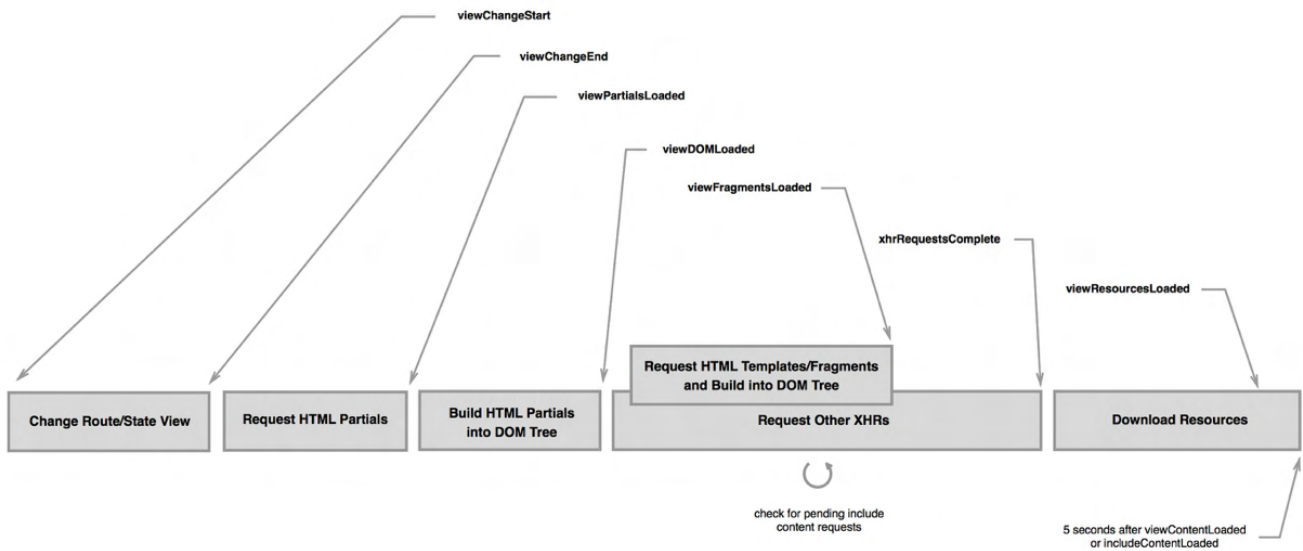 viewChangeStart
viewChangeEnd
viewPartialsLoaded
viewDOMLoaded
viewFragmentsLoaded
xhrRequestsComplete
viewResourcesLoaded
Change Route/State View
Request HTML Partials
Build HTML Partials
into DOM Tree
Request HTML Templates/Fragments
and Build into DOM Tree
Request Other XHRs
Download Resources
check for pending include
content requests
5 seconds after viewContentLoaded
or includeContentLoaded